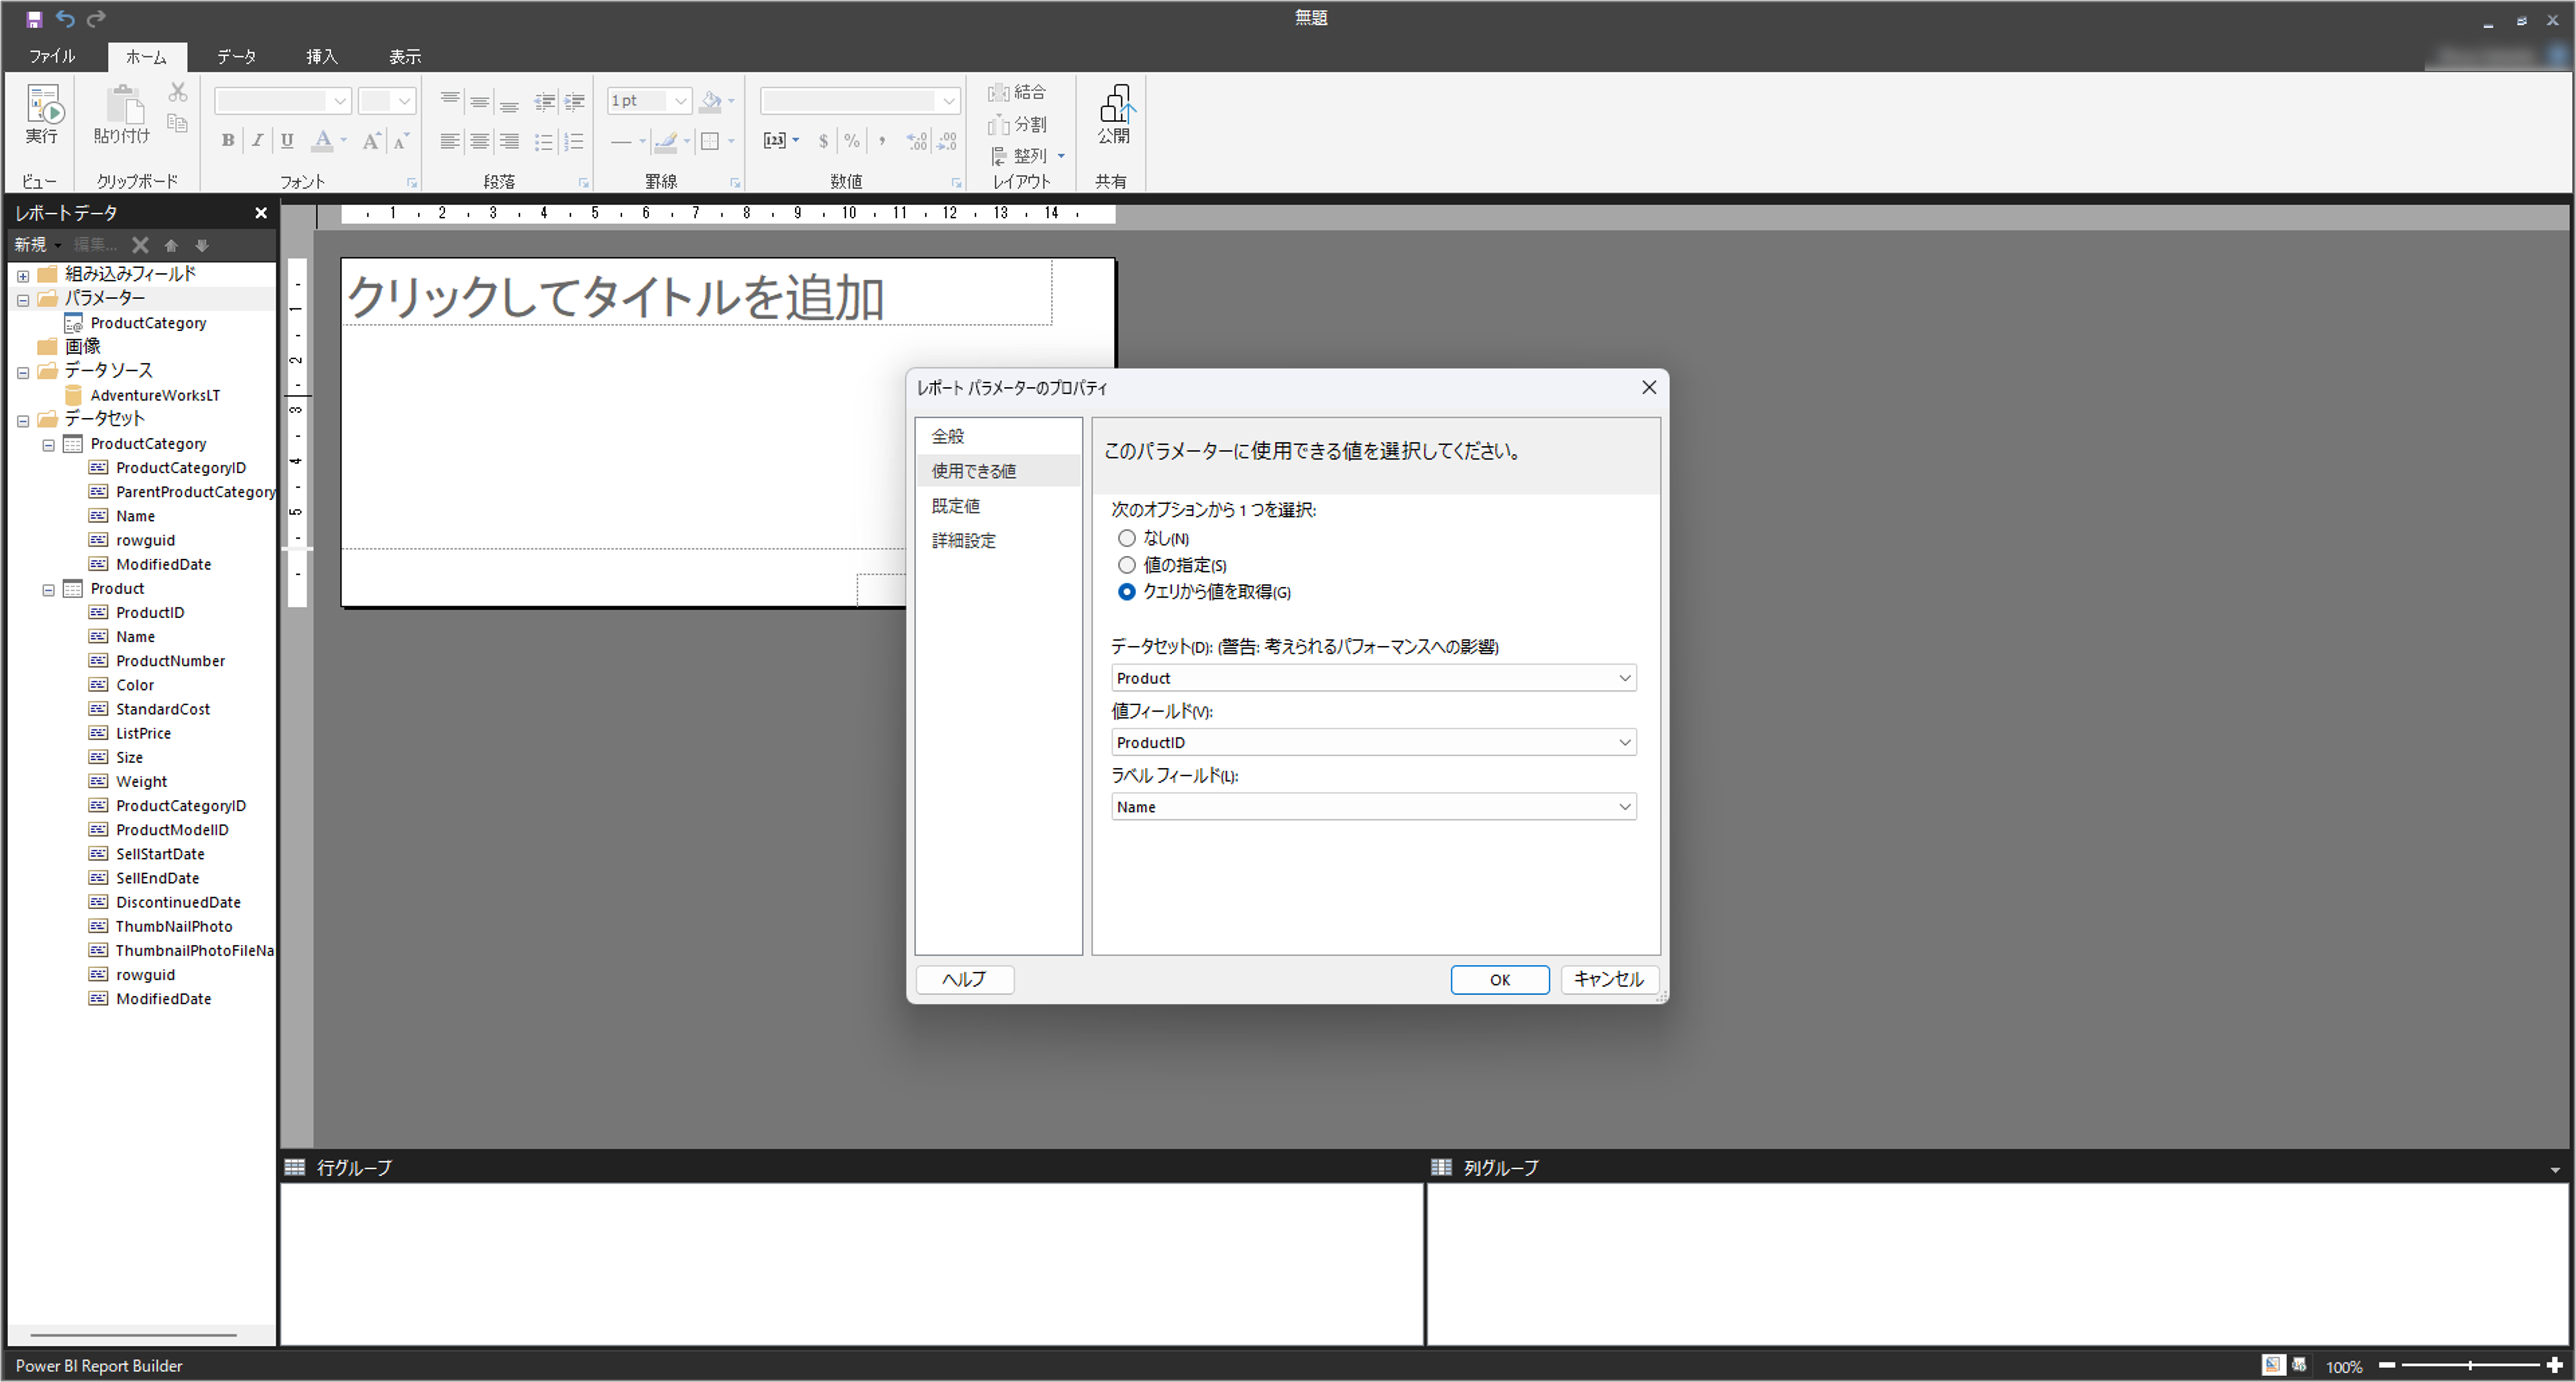 無題
ファイル ホーム データ 挿入 表示
実行
ビュー
貼り付け
クリップボード
B I U A A A
フォント
段落
1 pt
罫線
[123] $ % , .0 .00 .00 .0
数値
結合
分割
整列
レイアウト
公開
共有
レポート データ
新規 編集...
組み込みフィールド
パラメーター
ProductCategory
画像
データ ソース
AdventureWorksLT
データセット
ProductCategory
ProductCategoryID
ParentProductCategory
Name
rowguid
ModifiedDate
Product
ProductID
Name
ProductNumber
Color
StandardCost
ListPrice
Size
Weight
ProductCategoryID
ProductModelID
SellStartDate
SellEndDate
DiscontinuedDate
ThumbNailPhoto
ThumbnailPhotoFileNa
rowguid
ModifiedDate
1 2 3 4 5 6 7 8 9 10 11 12 13 14
1
2
3
4
5
クリックしてタイトルを追加
レポート パラメーターのプロパティ
全般
使用できる値
既定値
詳細設定
このパラメーターに使用できる値を選択してください。
次のオプションから 1 つを選択:
なし(N)
値の指定(S)
クエリから値を取得(G)
データセット(D): (警告: 考えられるパフォーマンスへの影響)
Product
値フィールド(V):
ProductID
ラベル フィールド(L):
Name
ヘルプ OK キャンセル
行グループ 列グループ
Power BI Report Builder 100%